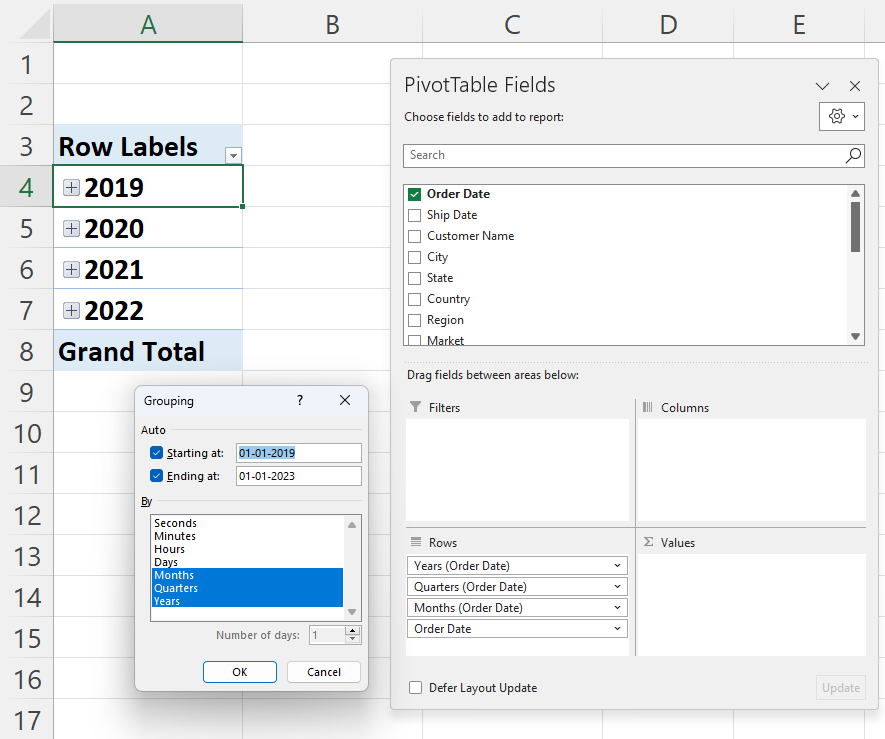 A B C D E
1
2
3 Row Labels
4 2019
5 2020
6 2021
7 2022
8 Grand Total
9
10
11
12
13
14
15
16
17
PivotTable Fields
Choose fields to add to report:
Search
Order Date
Ship Date
Customer Name
City
State
Country
Region
Market
Drag fields between areas below:
Filters
Columns
Rows
Years (Order Date)
Quarters (Order Date)
Months (Order Date)
Order Date
Σ Values
Defer Layout Update
Update
Grouping ?
Auto
Starting at: 01-01-2019
Ending at: 01-01-2023
By
Seconds
Minutes
Hours
Days
Months
Quarters
Years
Number of days: 1
OK Cancel